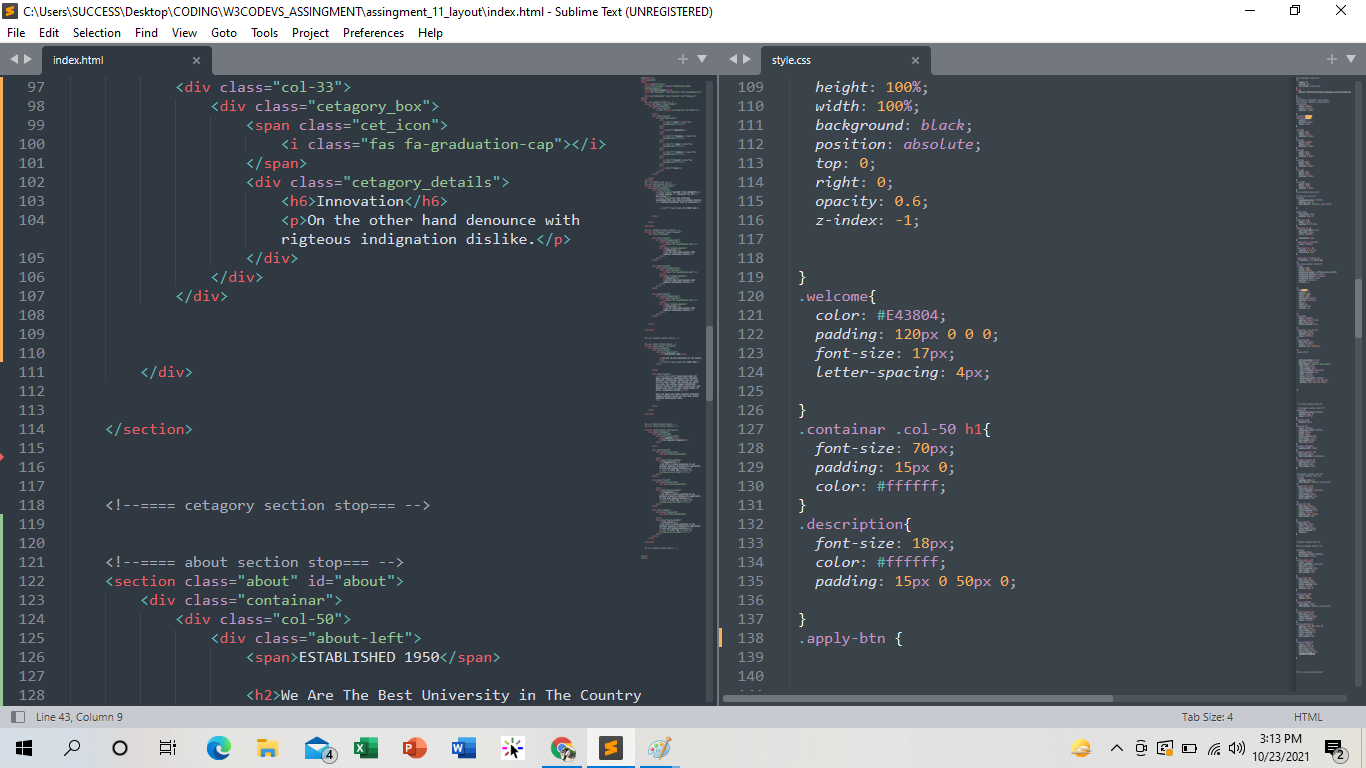 C:\Users\SUCCESS\Desktop\CODING\W3CODEVS_ASSINGMENT\assingment_11_layout\index.html - Sublime Text (UNREGISTERED)
File Edit Selection Find View Goto Tools Project Preferences Help
index.html
97 <div class="col-33">
98 <div class="cetagory_box">
99 <span class="cet_icon">
100 <i class="fas fa-graduation-cap"></i>
101 </span>
102 <div class="cetagory_details">
103 <h6>Innovation</h6>
104 <p>On the other hand denounce with
rigteous indignation dislike.</p>
105 </div>
106 </div>
107 </div>
108
109
110
111 </div>
112
113
114 </section>
115
116
117
118 <!--==== cetagory section stop=== -->
119
120
121 <!--==== about section stop=== -->
122 <section class="about" id="about">
123 <div class="containar">
124 <div class="col-50">
125 <div class="about-left">
126 <span>ESTABLISHED 1950</span>
127
128 <h2>We Are The Best University in The Country
style.css
109 height: 100%;
110 width: 100%;
111 background: black;
112 position: absolute;
113 top: 0;
114 right: 0;
115 opacity: 0.6;
116 z-index: -1;
117
118
119 }
120 .welcome{
121 color: #E43804;
122 padding: 120px 0 0 0;
123 font-size: 17px;
124 letter-spacing: 4px;
125
126 }
127 .containar .col-50 h1{
128 font-size: 70px;
129 padding: 15px 0;
130 color: #ffffff;
131 }
132 .description{
133 font-size: 18px;
134 color: #ffffff;
135 padding: 15px 0 50px 0;
136
137 }
138 .apply-btn {
139
140
Line 43, Column 9
Tab Size: 4
HTML
4
3:13 PM
10/23/2021
2